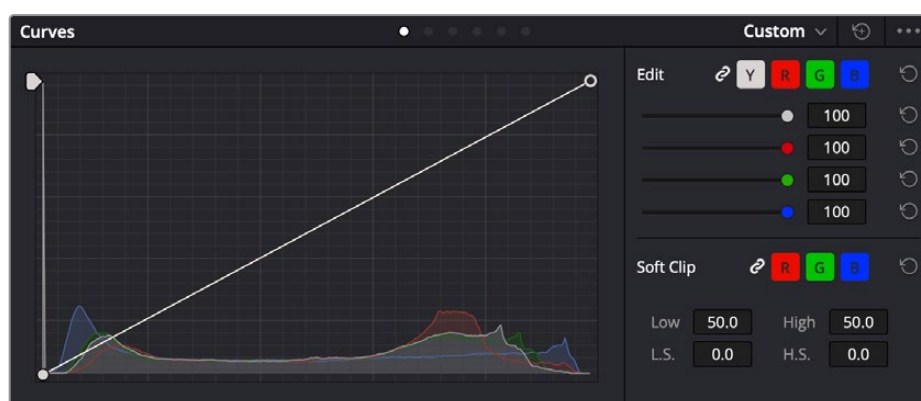 Curves Custom
Edit Y R G B
100
100
100
100
Soft Clip R G B
Low 50.0 High 50.0
L.S. 0.0 H.S. 0.0